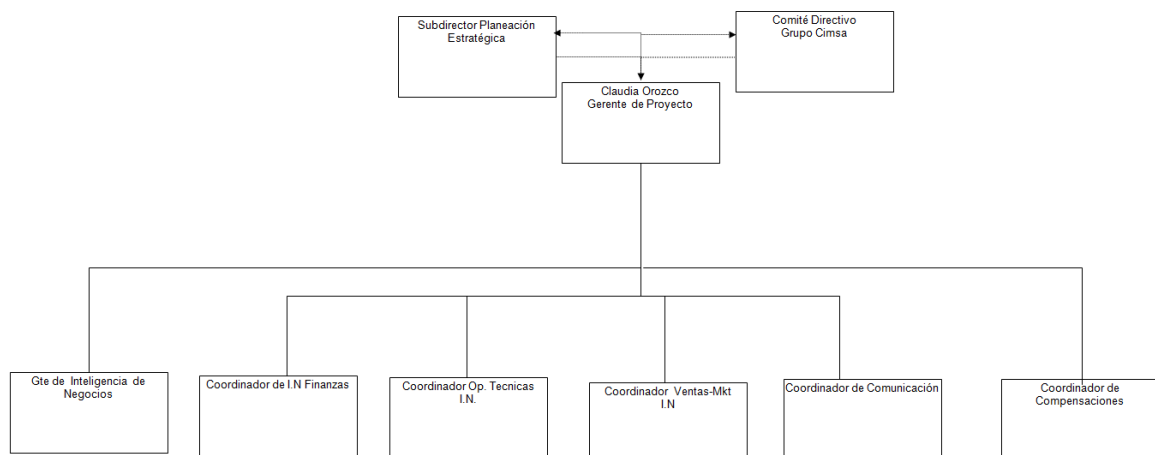 Subdirector Planeación
Estratégica
Comité Directivo
Grupo Cimsa
Claudia Orozco
Gerente de Proyecto
Gte de Inteligencia de
Negocios
Coordinador de I.N Finanzas
Coordinador Op. Tecnicas
I.N.
Coordinador Ventas-Mkt
I.N
Coordinador de Comunicación
Coordinador de
Compensaciones